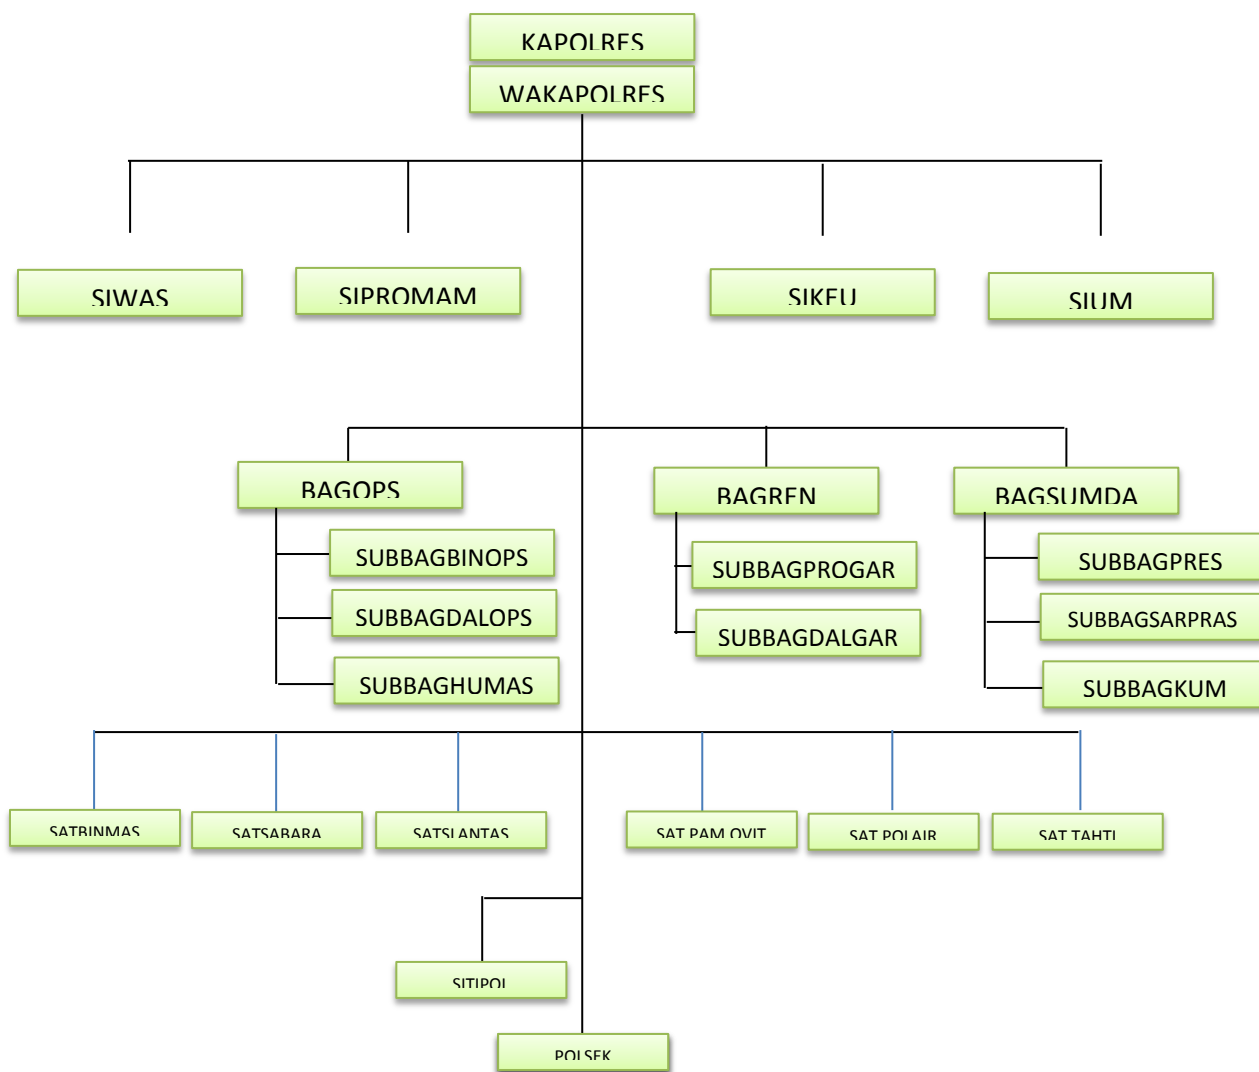 KAPOLRES
WAKAPOLRES
SIWAS
SIPROMAM
SIKEU
SIUM
BAGOPS
BAGREN
BAGSUMDA
SUBBAGBINOPS
SUBBAGPROGAR
SUBBAGPRES
SUBBAGDALOPS
SUBBAGDALGAR
SUBBAGSARPRAS
SUBBAGHUMAS
SUBBAGKUM
SATBINMAS
SATSABARA
SATSLANTAS
SAT PAM OVIT
SAT POLAIR
SAT TAHTI
SITIPOL
POLSEK